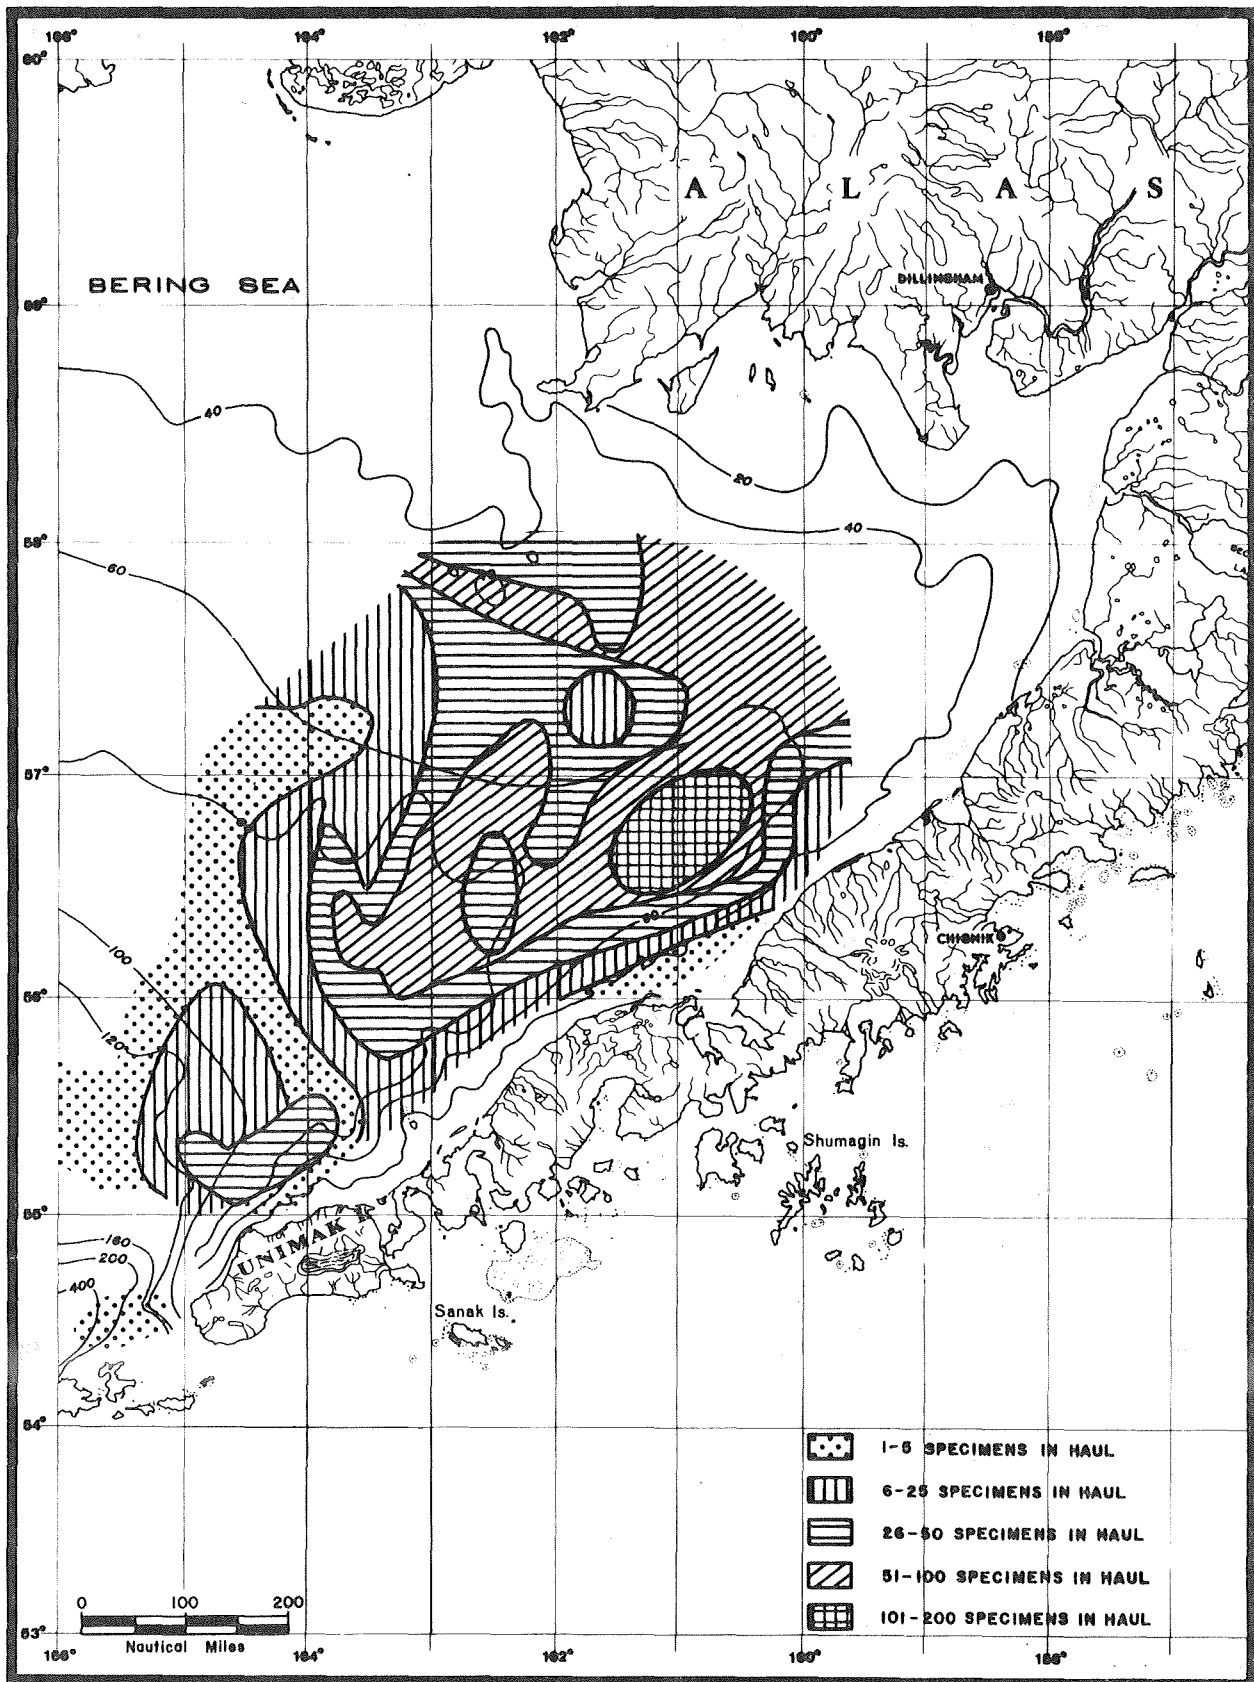 166° 164° 162° 160° 158°
60°
A L A S
DILLINGHAM
BERING SEA
59°
40
20
40
58°
60
57°
60
CHIGNIK
100
56°
120
Shumagin Is.
55°
UNIMAK I.
160
200
400
Sanak Is.
54°
1-5 SPECIMENS IN HAUL
6-25 SPECIMENS IN HAUL
26-50 SPECIMENS IN HAUL
51-100 SPECIMENS IN HAUL
101-200 SPECIMENS IN HAUL
0 100 200
Nautical Miles
53°
166° 164° 162° 160° 158°